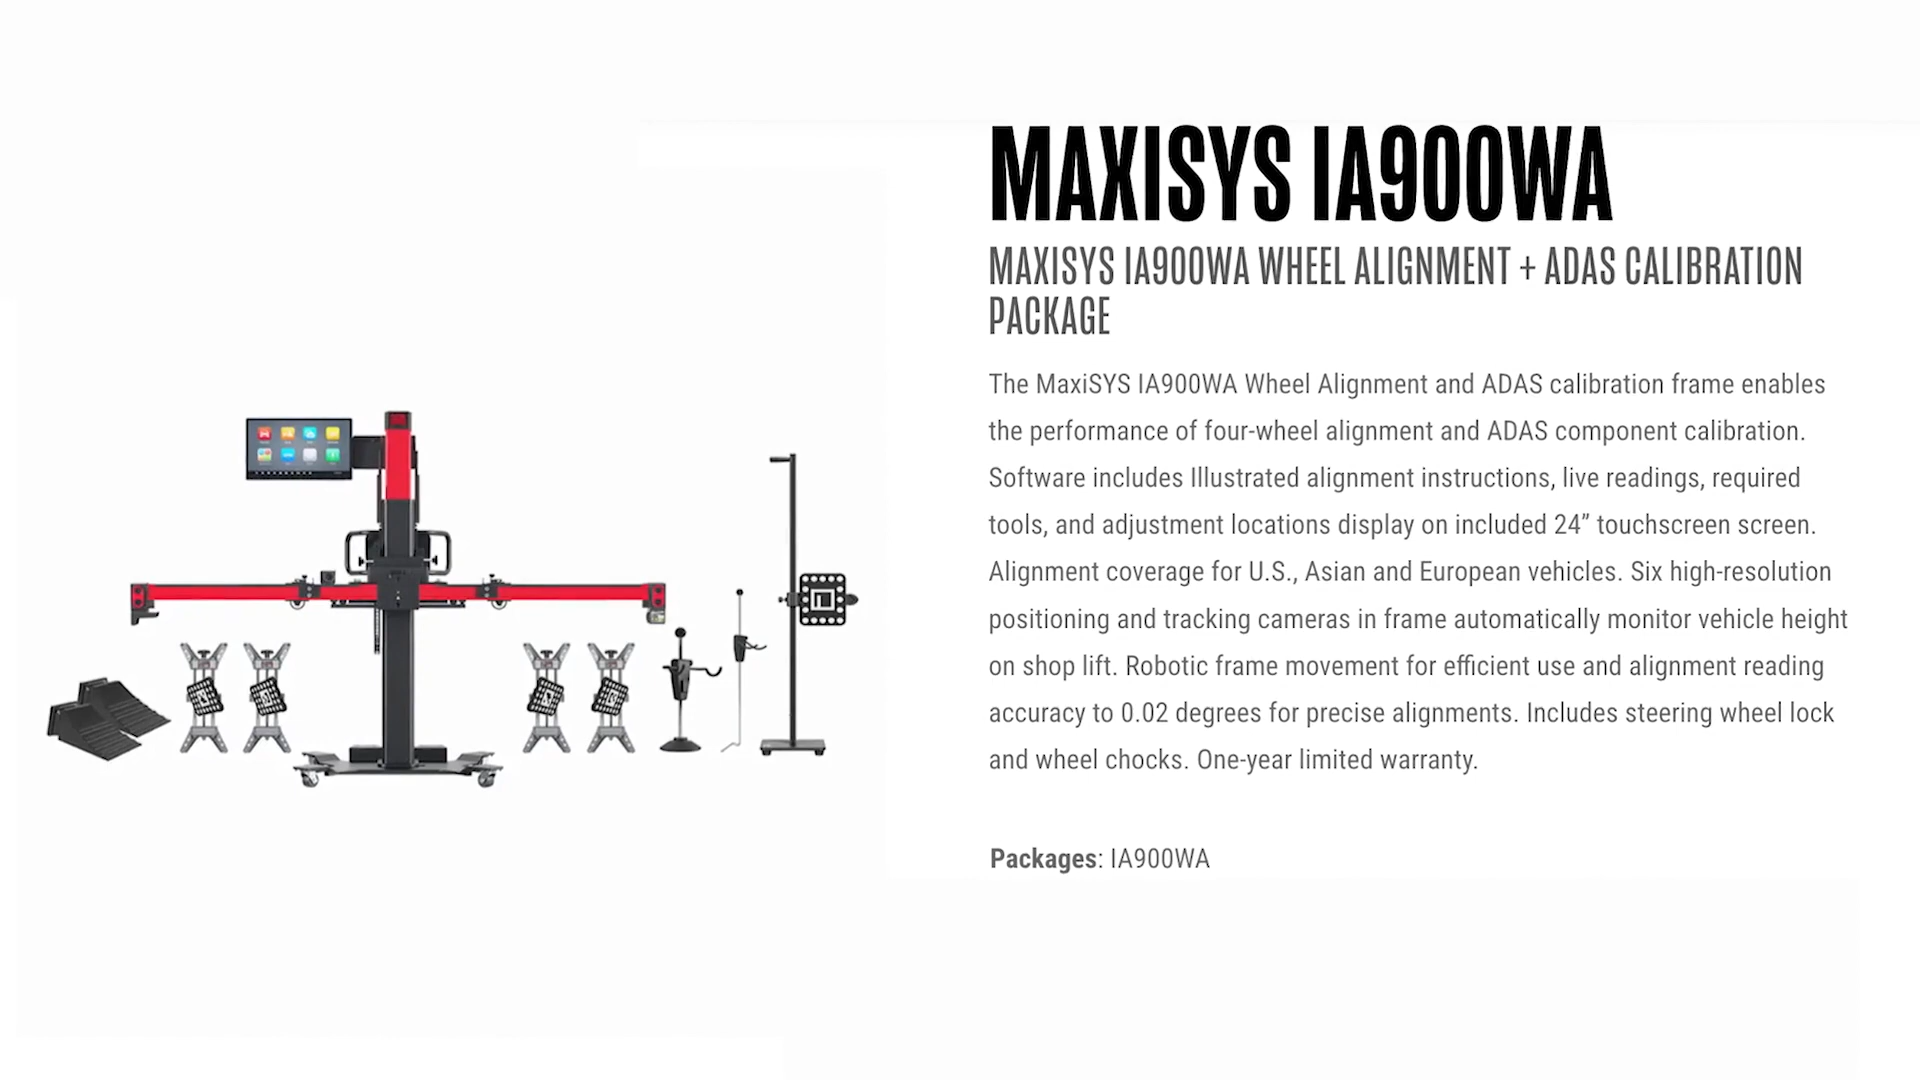 MAXISYS IA900WA
MAXISYS IA900WA WHEEL ALIGNMENT + ADAS CALIBRATION
PACKAGE
The MaxiSYS IA900WA Wheel Alignment and ADAS calibration frame enables
the performance of four-wheel alignment and ADAS component calibration.
Software includes Illustrated alignment instructions, live readings, required
tools, and adjustment locations display on included 24” touchscreen screen.
Alignment coverage for U.S., Asian and European vehicles. Six high-resolution
positioning and tracking cameras in frame automatically monitor vehicle height
on shop lift. Robotic frame movement for efficient use and alignment reading
accuracy to 0.02 degrees for precise alignments. Includes steering wheel lock
and wheel chocks. One-year limited warranty.
Packages: IA900WA